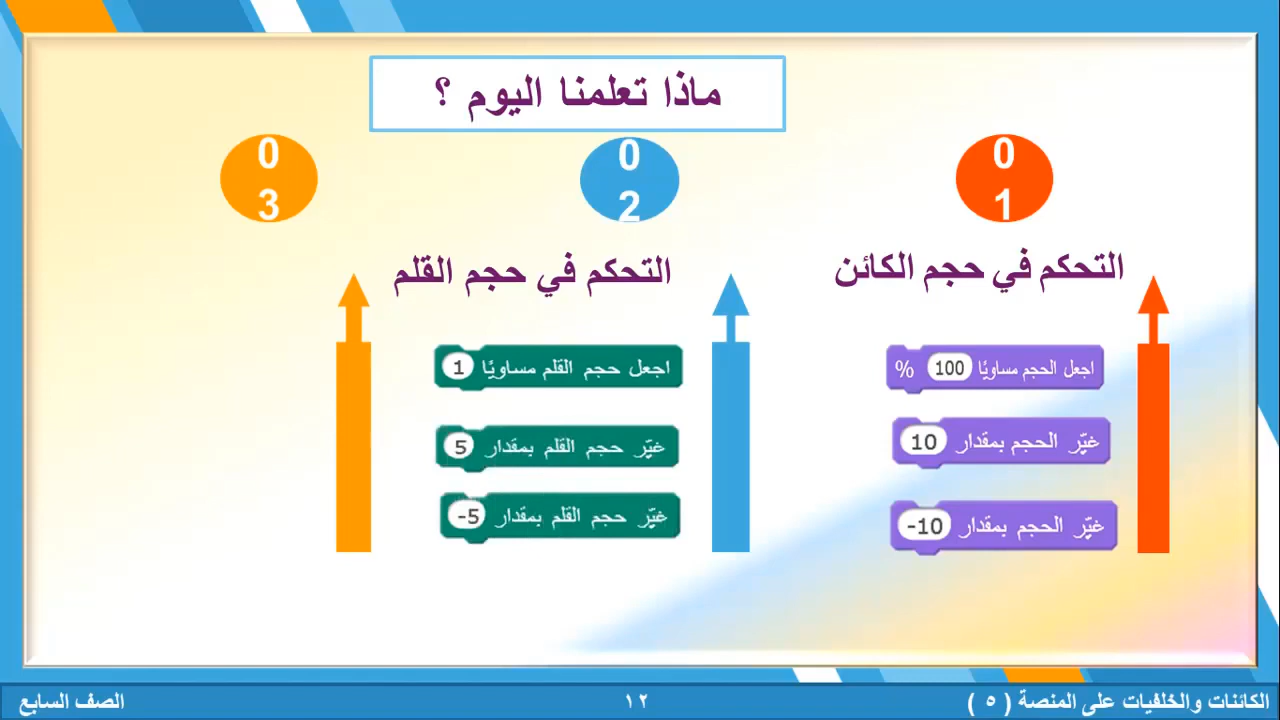 ماذا تعلمنا اليوم ؟
0
1
التحكم في حجم الكائن
اجعل الحجم مساويًا 100 %
غيّر الحجم بمقدار 10
غيّر الحجم بمقدار -10
0
2
التحكم في حجم القلم
اجعل حجم القلم مساويًا 1
غيّر حجم القلم بمقدار 5
غيّر حجم القلم بمقدار -5
0
3
الكائنات والخلفيات على المنصة ( ٥ )
١٢
الصف السابع